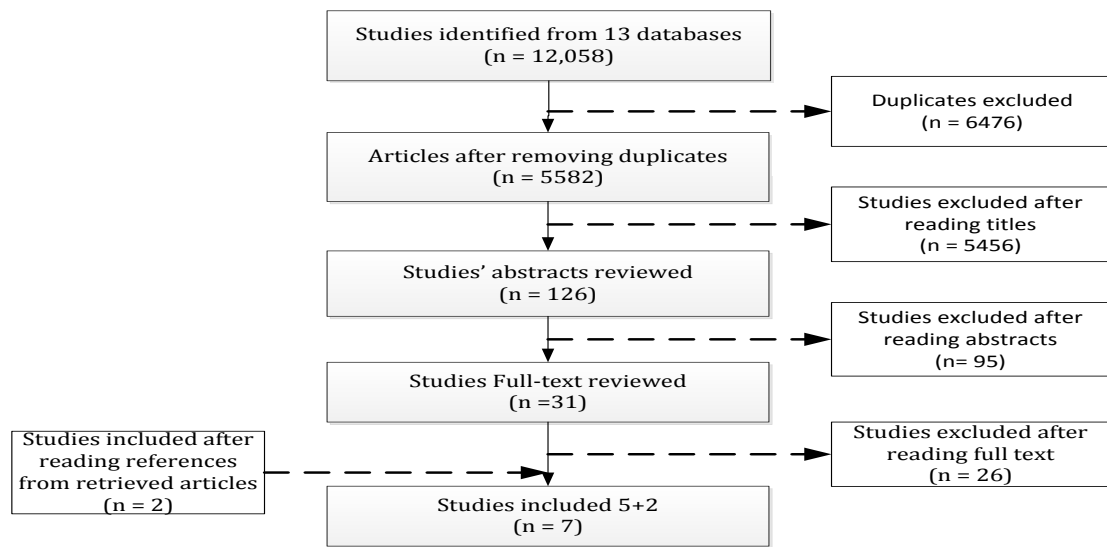 Studies identified from 13 databases
(n = 12,058)
Duplicates excluded
(n = 6476)
Articles after removing duplicates
(n = 5582)
Studies excluded after
reading titles
(n = 5456)
Studies' abstracts reviewed
(n = 126)
Studies excluded after
reading abstracts
(n= 95)
Studies Full-text reviewed
(n =31)
Studies included after
reading references
from retrieved articles
(n = 2)
Studies excluded after
reading full text
(n = 26)
Studies included 5+2
(n = 7)